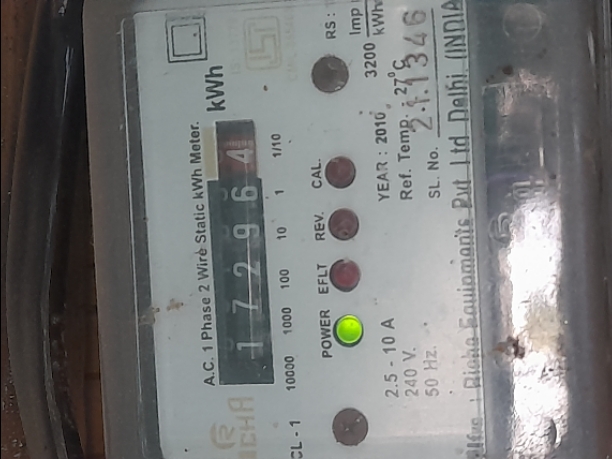 A.C. 1 Phase 2 Wire Static kWh Meter.
1 7 2 9 6 4 kWh
10000 1000 100 10 1 1/10
POWER EFLT REV. CAL. RS :
Imp
3200 kWh
2.5 - 10 A YEAR : 2010
240 V. Ref. Temp. : 27°C
50 Hz. SL. No. 211346
CL - 1
Richa Equipments Pvt Ltd Delhi (INDIA